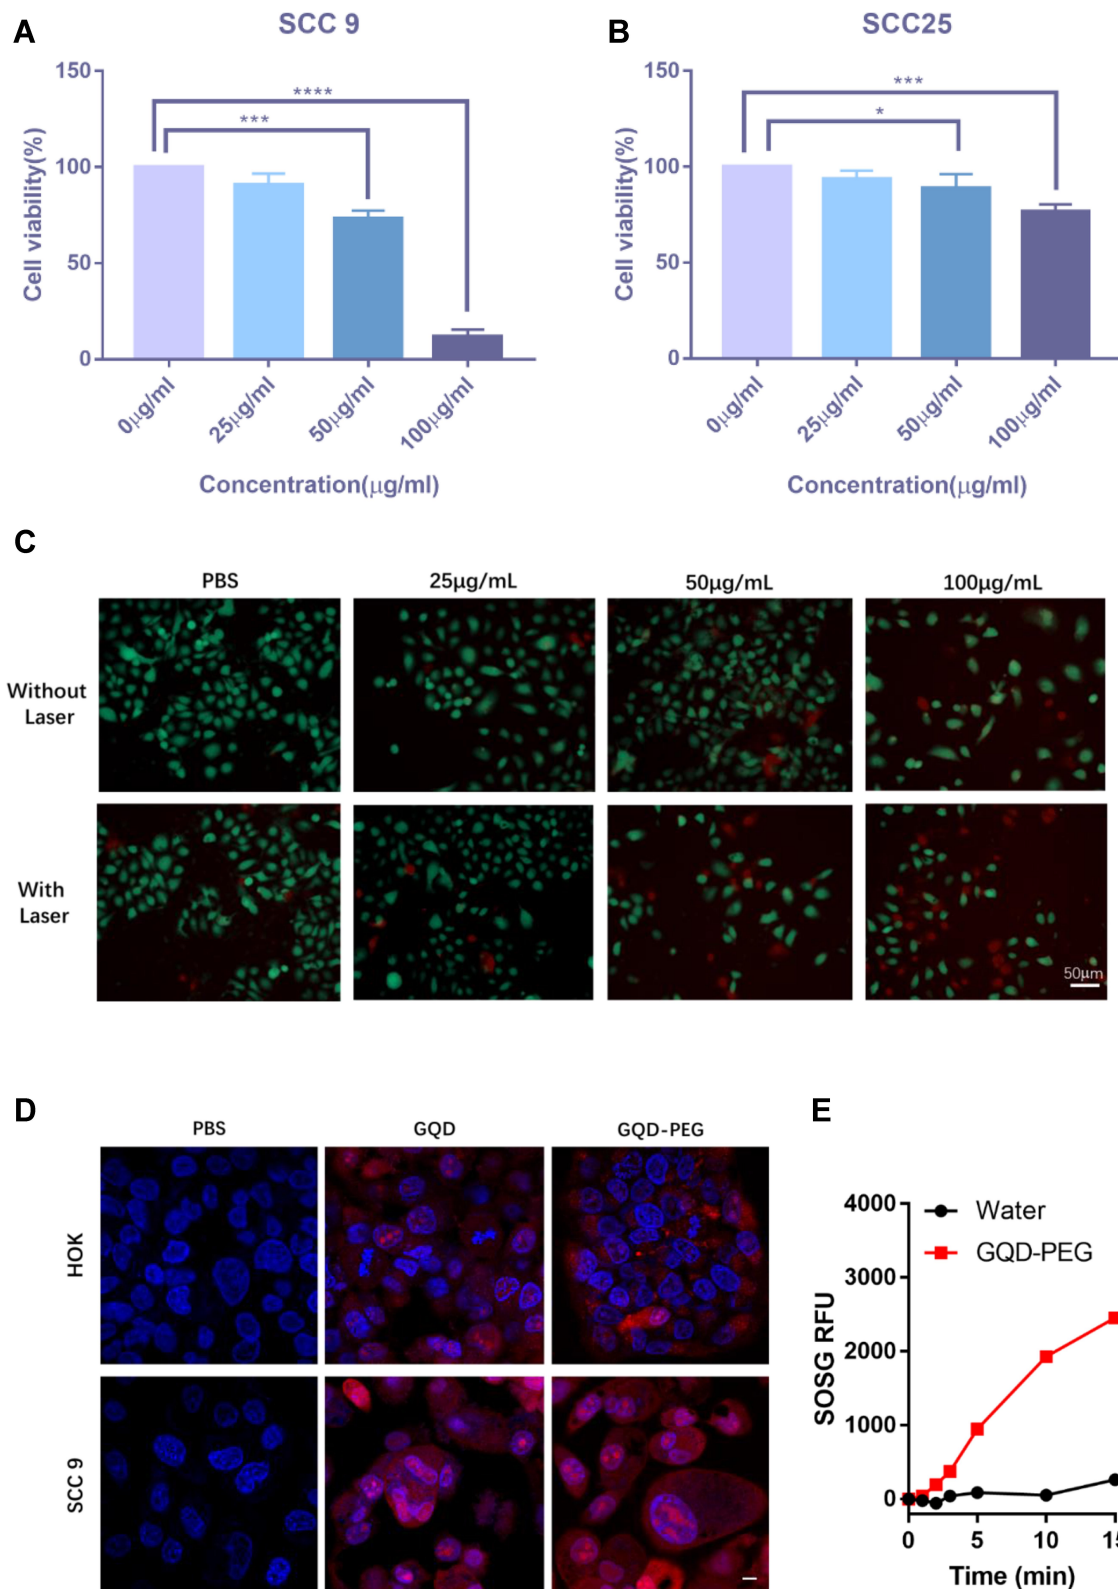 A
SCC 9
150
100
50
0
Cell viability(%)
****
***
0μg/ml
25μg/ml
50μg/ml
100μg/ml
Concentration(μg/ml)
B
SCC25
150
100
50
0
Cell viability(%)
***
*
0μg/ml
25μg/ml
50μg/ml
100μg/ml
Concentration(μg/ml)
C
PBS
25μg/mL
50μg/mL
100μg/mL
Without
Laser
With
Laser
50μm
D
PBS
GQD
GQD-PEG
HOK
SCC 9
E
4000
3000
2000
1000
0
SOSG RFU
Water
GQD-PEG
0
5
10
15
Time (min)